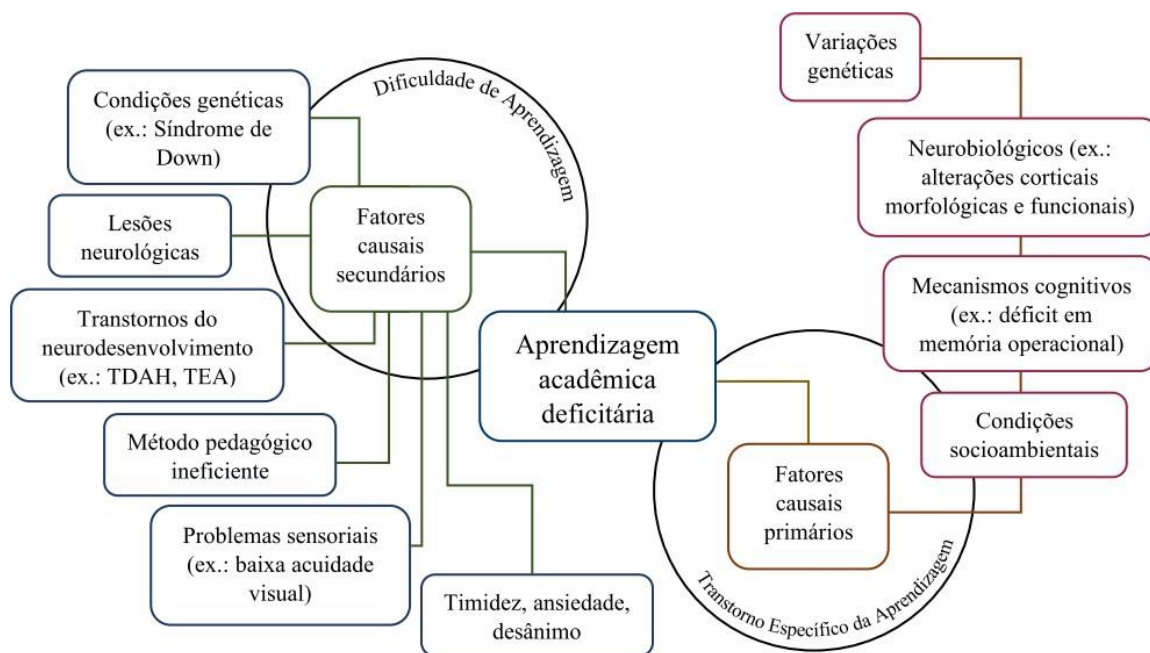 Condições genéticas
(ex.: Síndrome de
Down)
Lesões
neurológicas
Transtornos do
neurodesenvolvimento
(ex.: TDAH, TEA)
Método pedagógico
ineficiente
Problemas sensoriais
(ex.: baixa acuidade
visual)
Timidez, ansiedade,
desânimo
Dificuldade de Aprendizagem
Fatores
causais
secundários
Aprendizagem
acadêmica
deficitária
Variações
genéticas
Neurobiológicos (ex.:
alterações corticais
morfológicas e funcionais)
Mecanismos cognitivos
(ex.: déficit em
memória operacional)
Condições
socioambientais
Fatores
causais
primários
Transtorno Específico da Aprendizagem